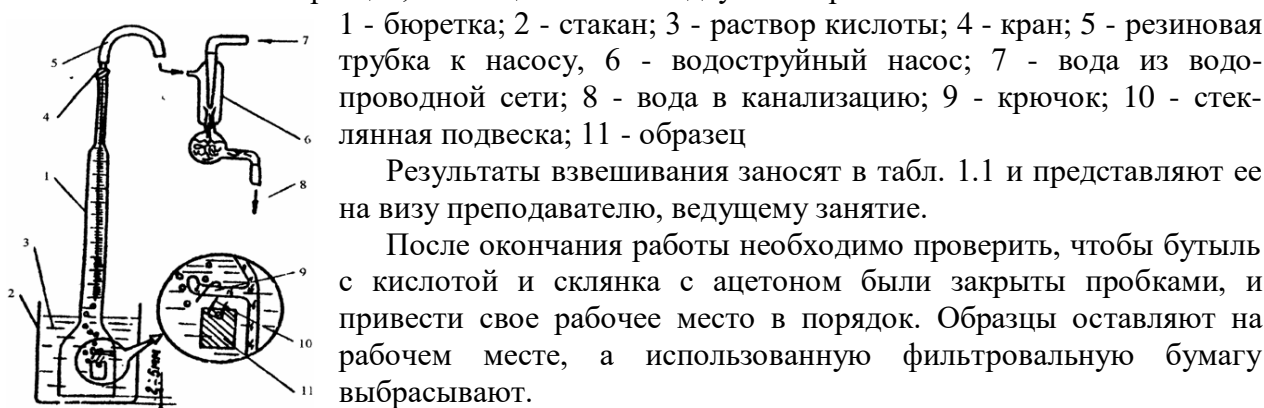 1 - бюретка; 2 - стакан; 3 - раствор кислоты; 4 - кран; 5 - резиновая
трубка к насосу, 6 - водоструйный насос; 7 - вода из водо-
проводной сети; 8 - вода в канализацию; 9 - крючок; 10 - стек-
лянная подвеска; 11 - образец
Результаты взвешивания заносят в табл. 1.1 и представляют ее
на визу преподавателю, ведущему занятие.
После окончания работы необходимо проверить, чтобы бутыль
с кислотой и склянка с ацетоном были закрыты пробками, и
привести свое рабочее место в порядок. Образцы оставляют на
рабочем месте, а использованную фильтровальную бумагу
выбрасывают.
5
7
4
6
1
8
3
9
2
10
11